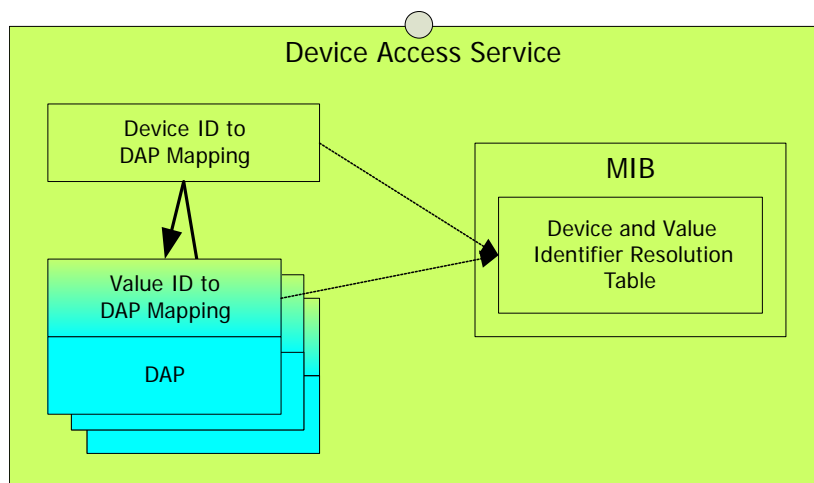 Device Access Service
Device ID to
DAP Mapping
Value ID to
DAP Mapping
DAP
MIB
Device and Value
Identifier Resolution
Table